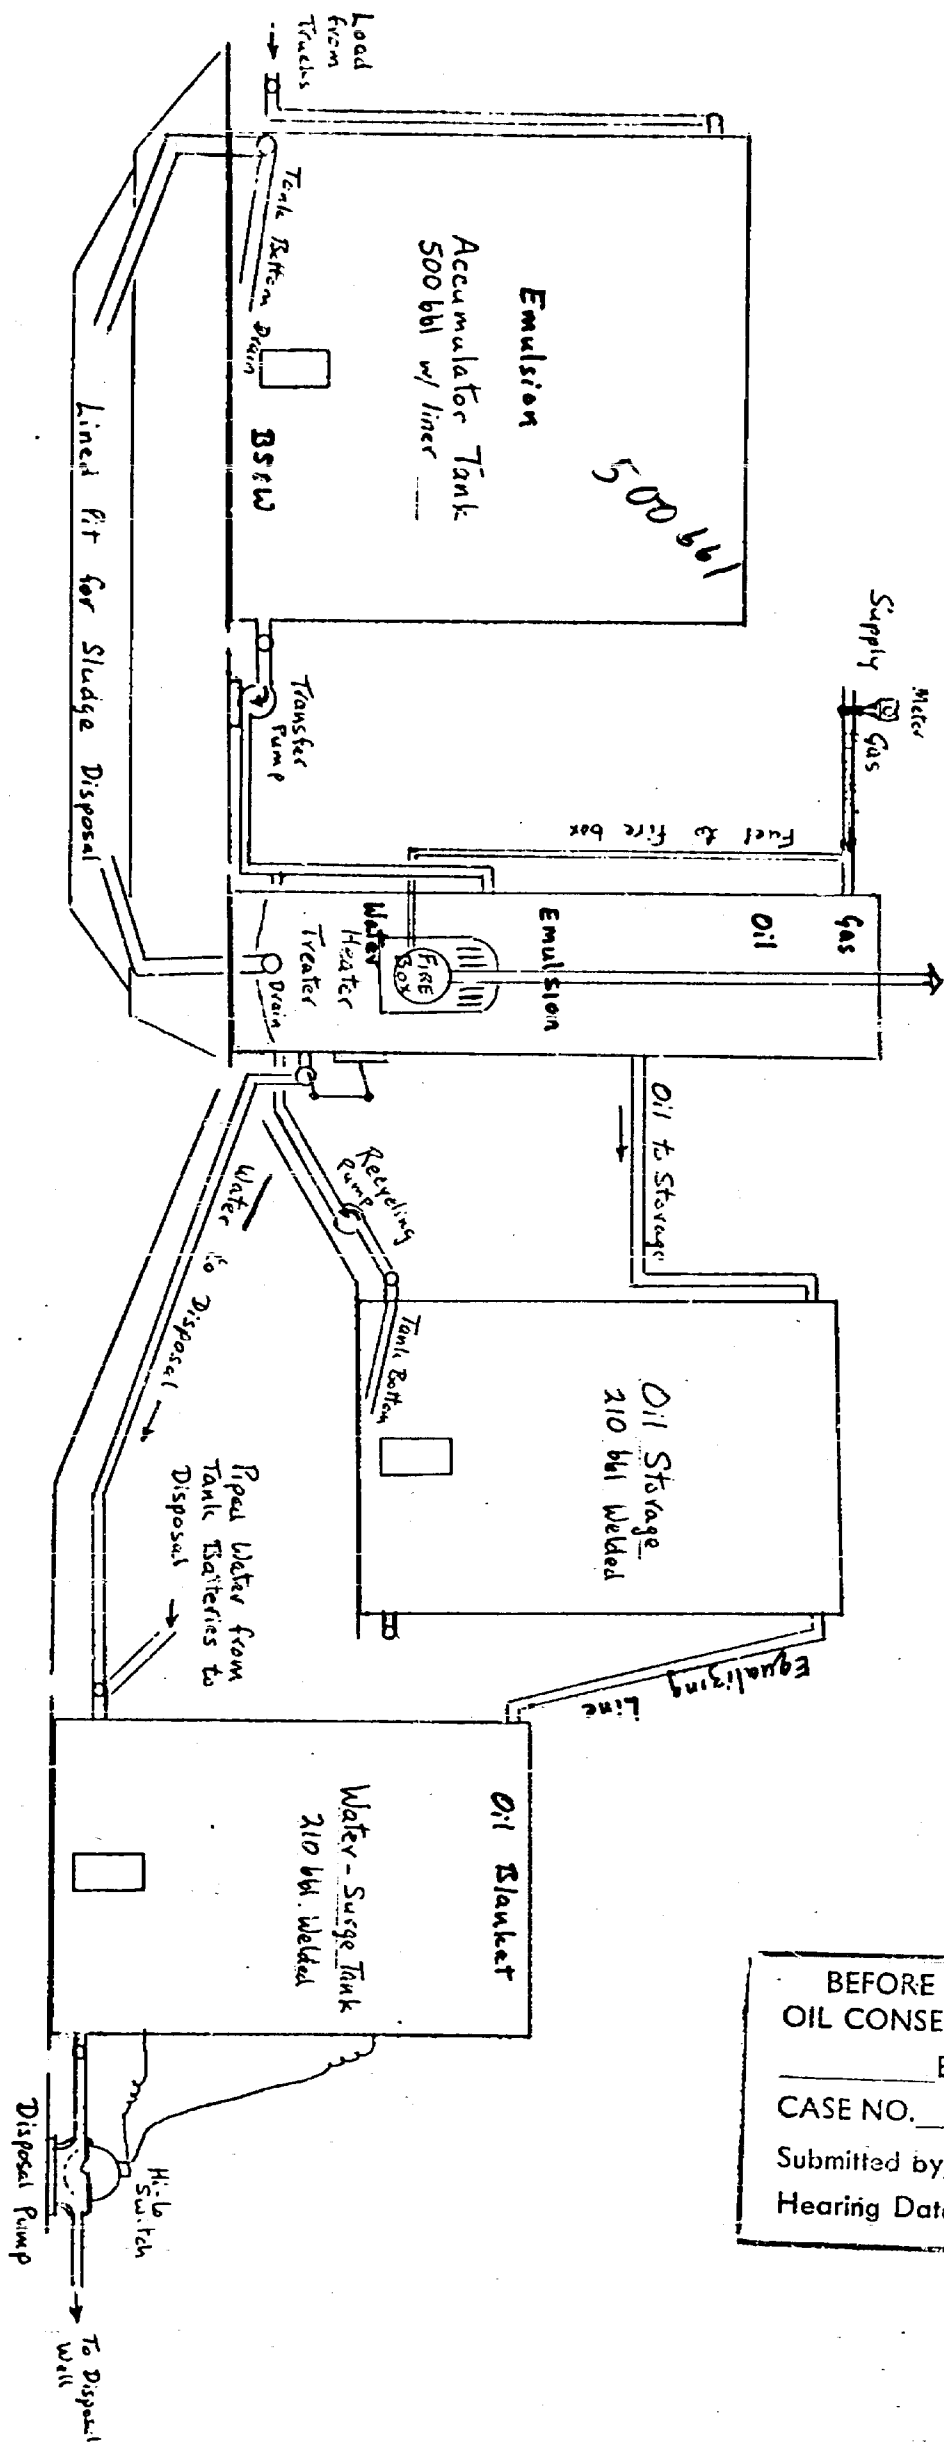 Load
from
Trucks
Tank Bottom Drain
Emulsion
Accumulator Tank
500 bbl w/ liner
500 bbl
BS&W
Lined Pit for Sludge Disposal
Transfer
Pump
Meter
Supply Gas
Fuel to fire box
Gas
Oil
Emulsion
FIRE
BOX
Water
Heater
Treater
Drain
Oil to Storage
Recycling
Pump
Water to Disposal
Tank Bottom
Oil Storage
210 bbl Welded
Equalizing
Line
Piped Water from
Tank Batteries to
Disposal
Oil Blanket
Water-Surge Tank
210 bbl. Welded
Hi-lo
Switch
Disposal Pump
To Disposal
Well
BEFORE
OIL CONSE
E
CASE NO.
Submitted by
Hearing Date